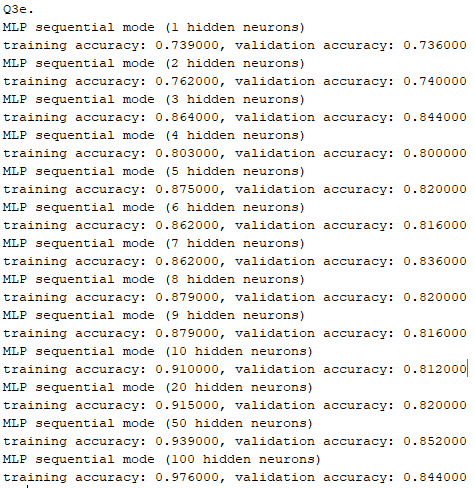 Q3e.
MLP sequential mode (1 hidden neurons)
training accuracy: 0.739000, validation accuracy: 0.736000
MLP sequential mode (2 hidden neurons)
training accuracy: 0.762000, validation accuracy: 0.740000
MLP sequential mode (3 hidden neurons)
training accuracy: 0.864000, validation accuracy: 0.844000
MLP sequential mode (4 hidden neurons)
training accuracy: 0.803000, validation accuracy: 0.800000
MLP sequential mode (5 hidden neurons)
training accuracy: 0.875000, validation accuracy: 0.820000
MLP sequential mode (6 hidden neurons)
training accuracy: 0.862000, validation accuracy: 0.816000
MLP sequential mode (7 hidden neurons)
training accuracy: 0.862000, validation accuracy: 0.836000
MLP sequential mode (8 hidden neurons)
training accuracy: 0.879000, validation accuracy: 0.820000
MLP sequential mode (9 hidden neurons)
training accuracy: 0.879000, validation accuracy: 0.816000
MLP sequential mode (10 hidden neurons)
training accuracy: 0.910000, validation accuracy: 0.812000
MLP sequential mode (20 hidden neurons)
training accuracy: 0.915000, validation accuracy: 0.820000
MLP sequential mode (50 hidden neurons)
training accuracy: 0.939000, validation accuracy: 0.852000
MLP sequential mode (100 hidden neurons)
training accuracy: 0.976000, validation accuracy: 0.844000